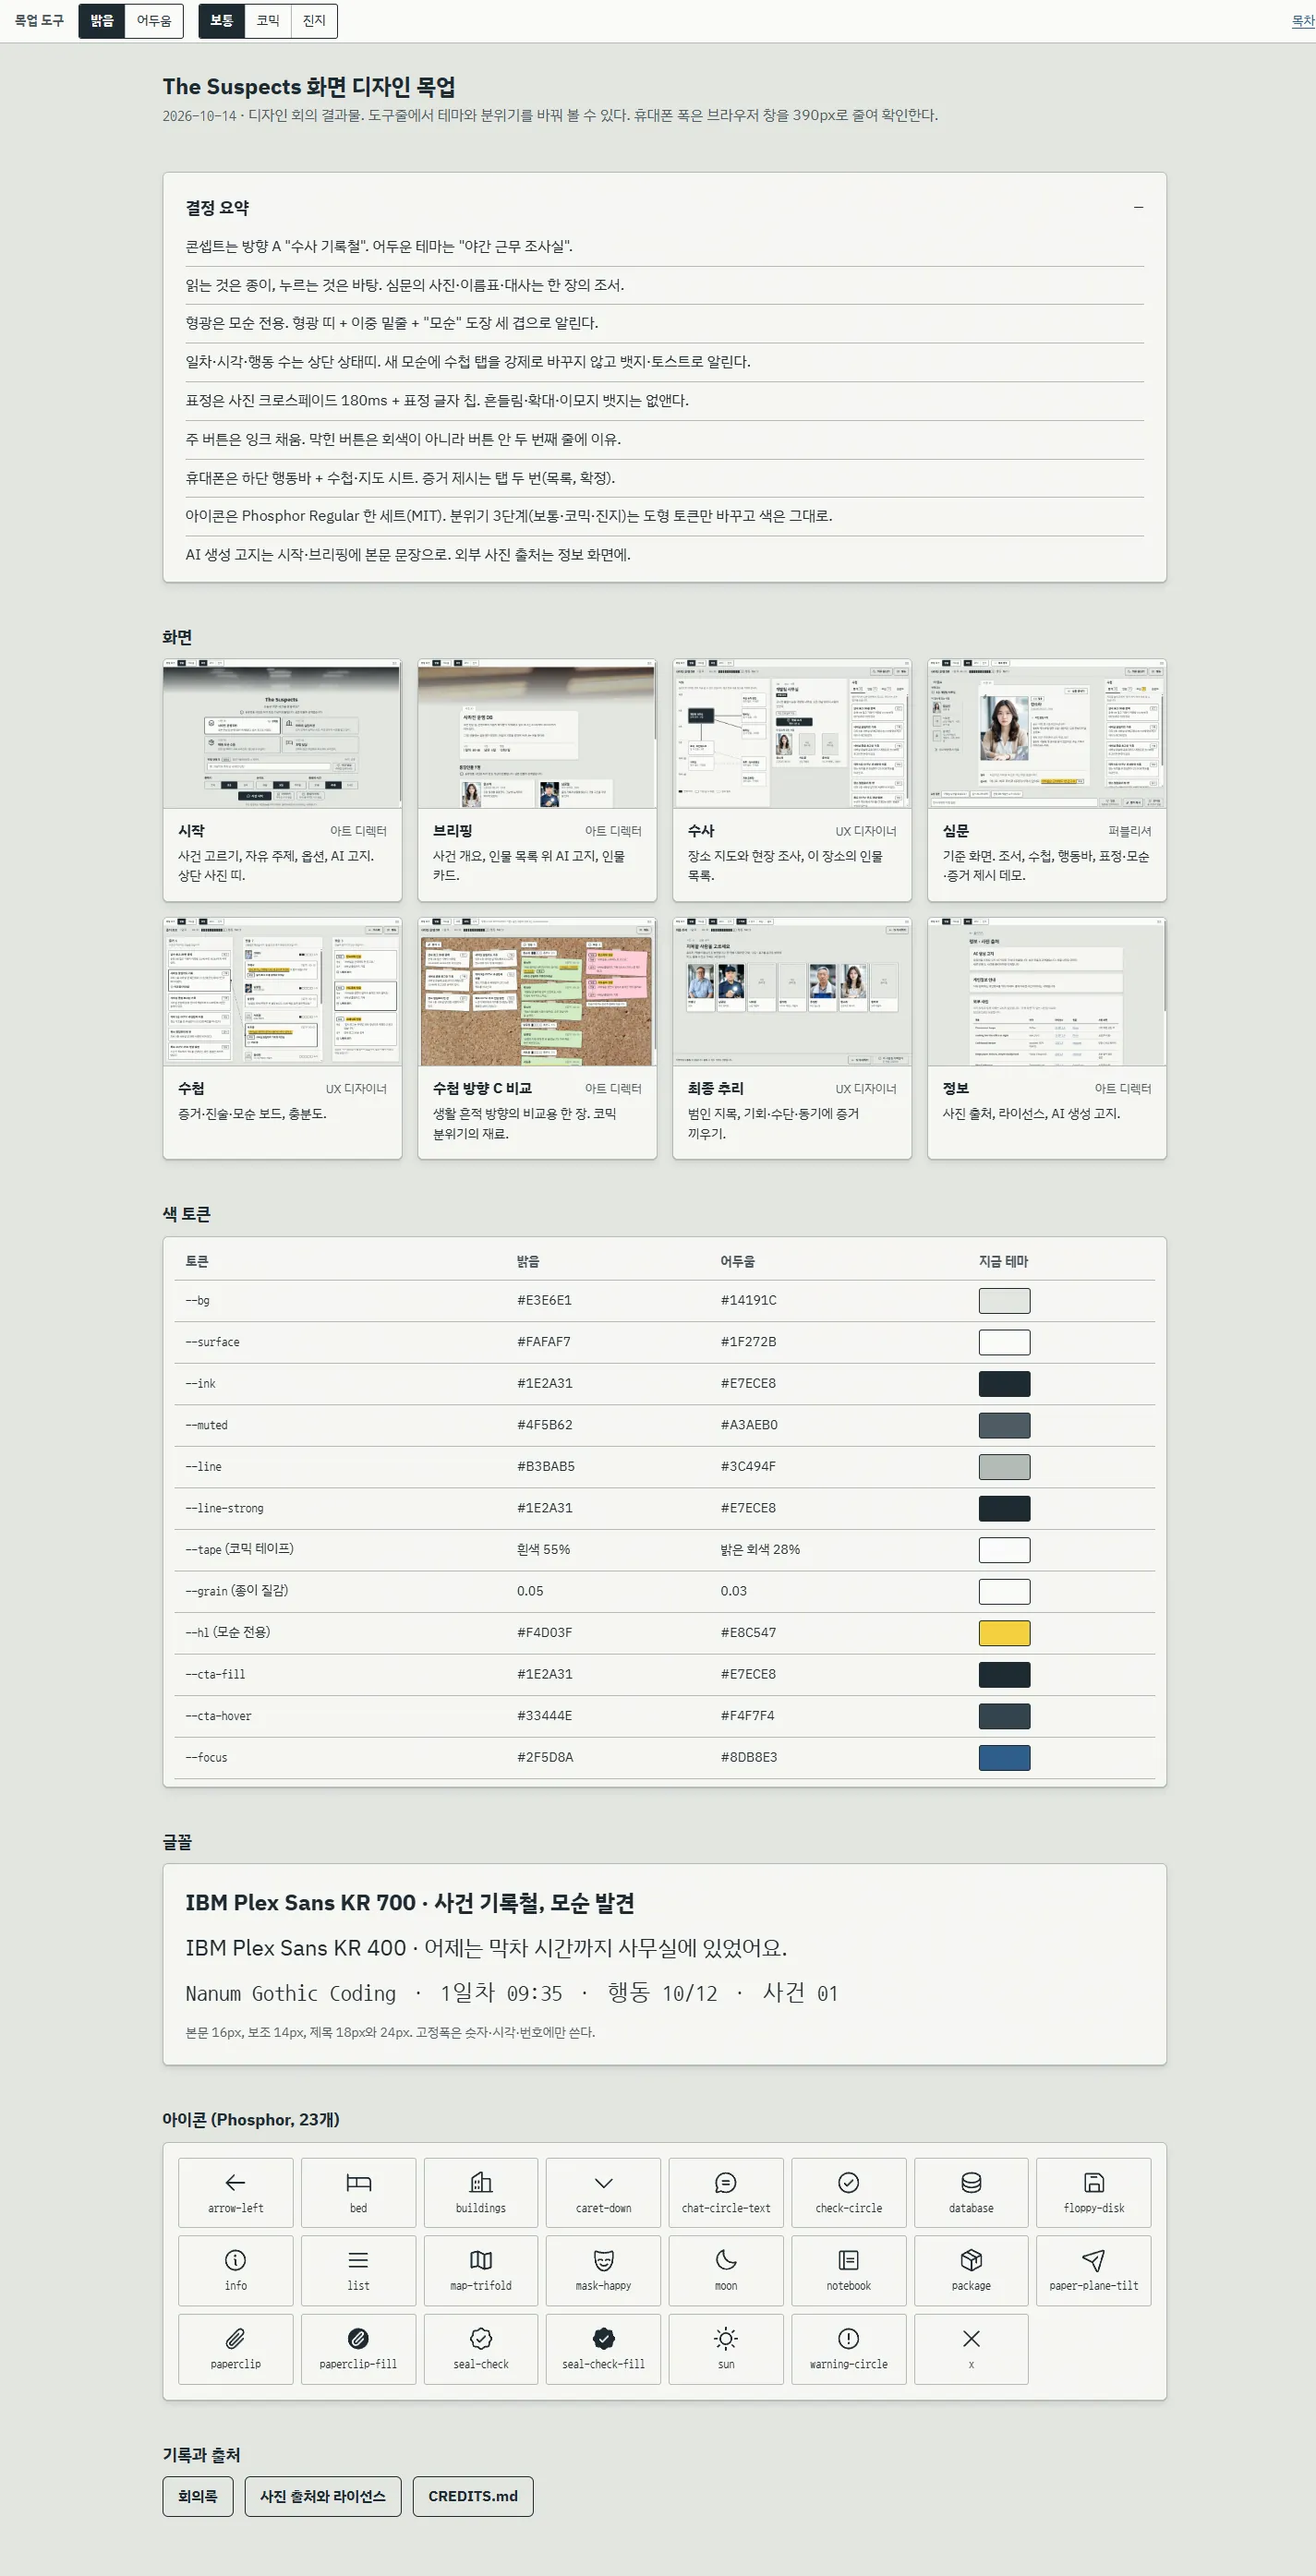 목업 도구
밝음 어두움
보통 코믹 진지
목차
The Suspects 화면 디자인 목업
2026-10-14 · 디자인 회의 결과물. 도구줄에서 테마와 분위기를 바꿔 볼 수 있다. 휴대폰 폭은 브라우저 창을 390px로 줄여 확인한다.
결정 요약 −
콘셉트는 방향 A "수사 기록철". 어두운 테마는 "야간 근무 조사실".
읽는 것은 종이, 누르는 것은 바탕. 심문의 사진·이름표·대사는 한 장의 조서.
형광은 모순 전용. 형광 띠 + 이중 밑줄 + "모순" 도장 세 겹으로 알린다.
일차·시각·행동 수는 상단 상태띠. 새 모순에 수첩 탭을 강제로 바꾸지 않고 뱃지·토스트로 알린다.
표정은 사진 크로스페이드 180ms + 표정 글자 칩. 흔들림·확대·이모지 뱃지는 없앤다.
주 버튼은 잉크 채움. 막힌 버튼은 회색이 아니라 버튼 안 두 번째 줄에 이유.
휴대폰은 하단 행동바 + 수첩·지도 시트. 증거 제시는 탭 두 번(목록, 확정).
아이콘은 Phosphor Regular 한 세트(MIT). 분위기 3단계(보통·코믹·진지)는 도형 토큰만 바꾸고 색은 그대로.
AI 생성 고지는 시작·브리핑에 본문 문장으로. 외부 사진 출처는 정보 화면에.
화면
The Suspects
시작 아트 디렉터
사건 고르기, 자유 주제, 옵션, AI 고지.
상단 사진 띠.
브리핑 아트 디렉터
사건 개요, 인물 목록 위 AI 고지, 인물
카드.
수사 UX 디자이너
장소 지도와 현장 조사, 이 장소의 인물
목록.
심문 퍼블리셔
기준 화면. 조서, 수첩, 행동바, 표정·모순
·증거 제시 데모.
수첩 UX 디자이너
증거·진술·모순 보드, 충분도.
수첩 방향 C 비교 아트 디렉터
생활 흔적 방향의 비교용 한 장. 코믹
분위기의 재료.
지목할 사람을 고르세요
최종 추리 UX 디자이너
범인 지목, 기회·수단·동기에 증거
끼우기.
정보 · 사진 출처
정보 아트 디렉터
사진 출처, 라이선스, AI 생성 고지.
색 토큰
토큰 밝음 어두움 지금 테마
--bg #E3E6E1 #14191C
--surface #FAFAF7 #1F272B
--ink #1E2A31 #E7ECE8
--muted #4F5B62 #A3AEB0
--line #B3BAB5 #3C494F
--line-strong #1E2A31 #E7ECE8
--tape (코믹 테이프) 흰색 55% 밝은 회색 28%
--grain (종이 질감) 0.05 0.03
--hl (모순 전용) #F4D03F #E8C547
--cta-fill #1E2A31 #E7ECE8
--cta-hover #33444E #F4F7F4
--focus #2F5D8A #8DB8E3
글꼴
IBM Plex Sans KR 700 · 사건 기록철, 모순 발견
IBM Plex Sans KR 400 · 어제는 막차 시간까지 사무실에 있었어요.
Nanum Gothic Coding · 1일차 09:35 · 행동 10/12 · 사건 01
본문 16px, 보조 14px, 제목 18px와 24px. 고정폭은 숫자·시각·번호에만 쓴다.
아이콘 (Phosphor, 23개)
arrow-left bed buildings caret-down chat-circle-text check-circle database floppy-disk
info list map-trifold mask-happy moon notebook package paper-plane-tilt
paperclip paperclip-fill seal-check seal-check-fill sun warning-circle x
기록과 출처
회의록 사진 출처와 라이선스 CREDITS.md